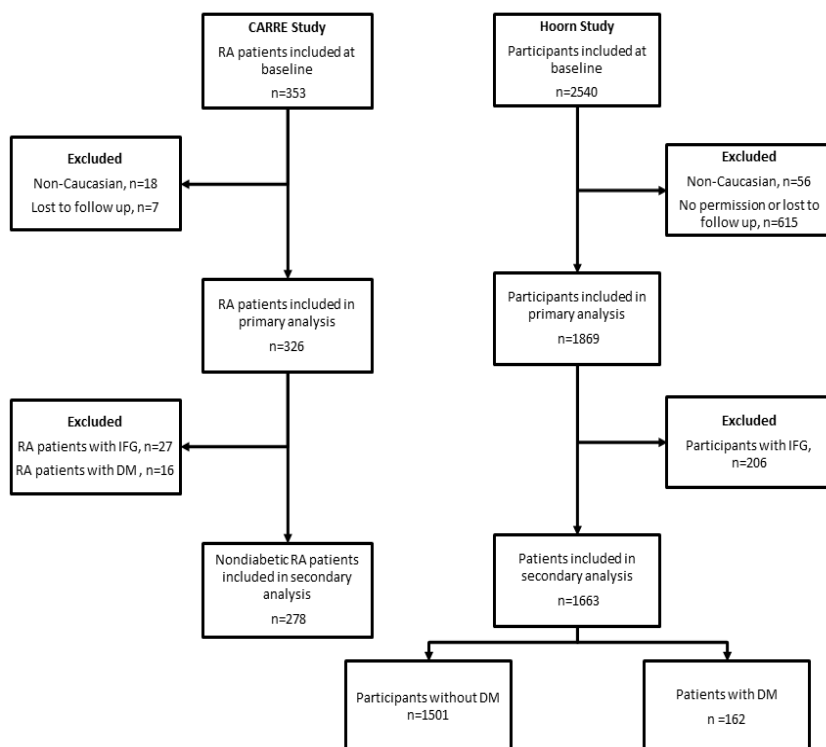 CARRE Study
RA patients included at
baseline
n=353
Hoorn Study
Participants included at
baseline
n=2540
Excluded
Non-Caucasian, n=18
Lost to follow up, n=7
Excluded
Non-Caucasian, n=56
No permission or lost to
follow up, n=615
RA patients included in
primary analysis
n=326
Participants included in
primary analysis
n=1869
Excluded
RA patients with IFG, n=27
RA patients with DM , n=16
Excluded
Participants with IFG,
n=206
Nondiabetic RA patients
included in secondary
analysis
n=278
Patients included in
secondary analysis
n=1663
Participants without DM
n=1501
Patients with DM
n =162